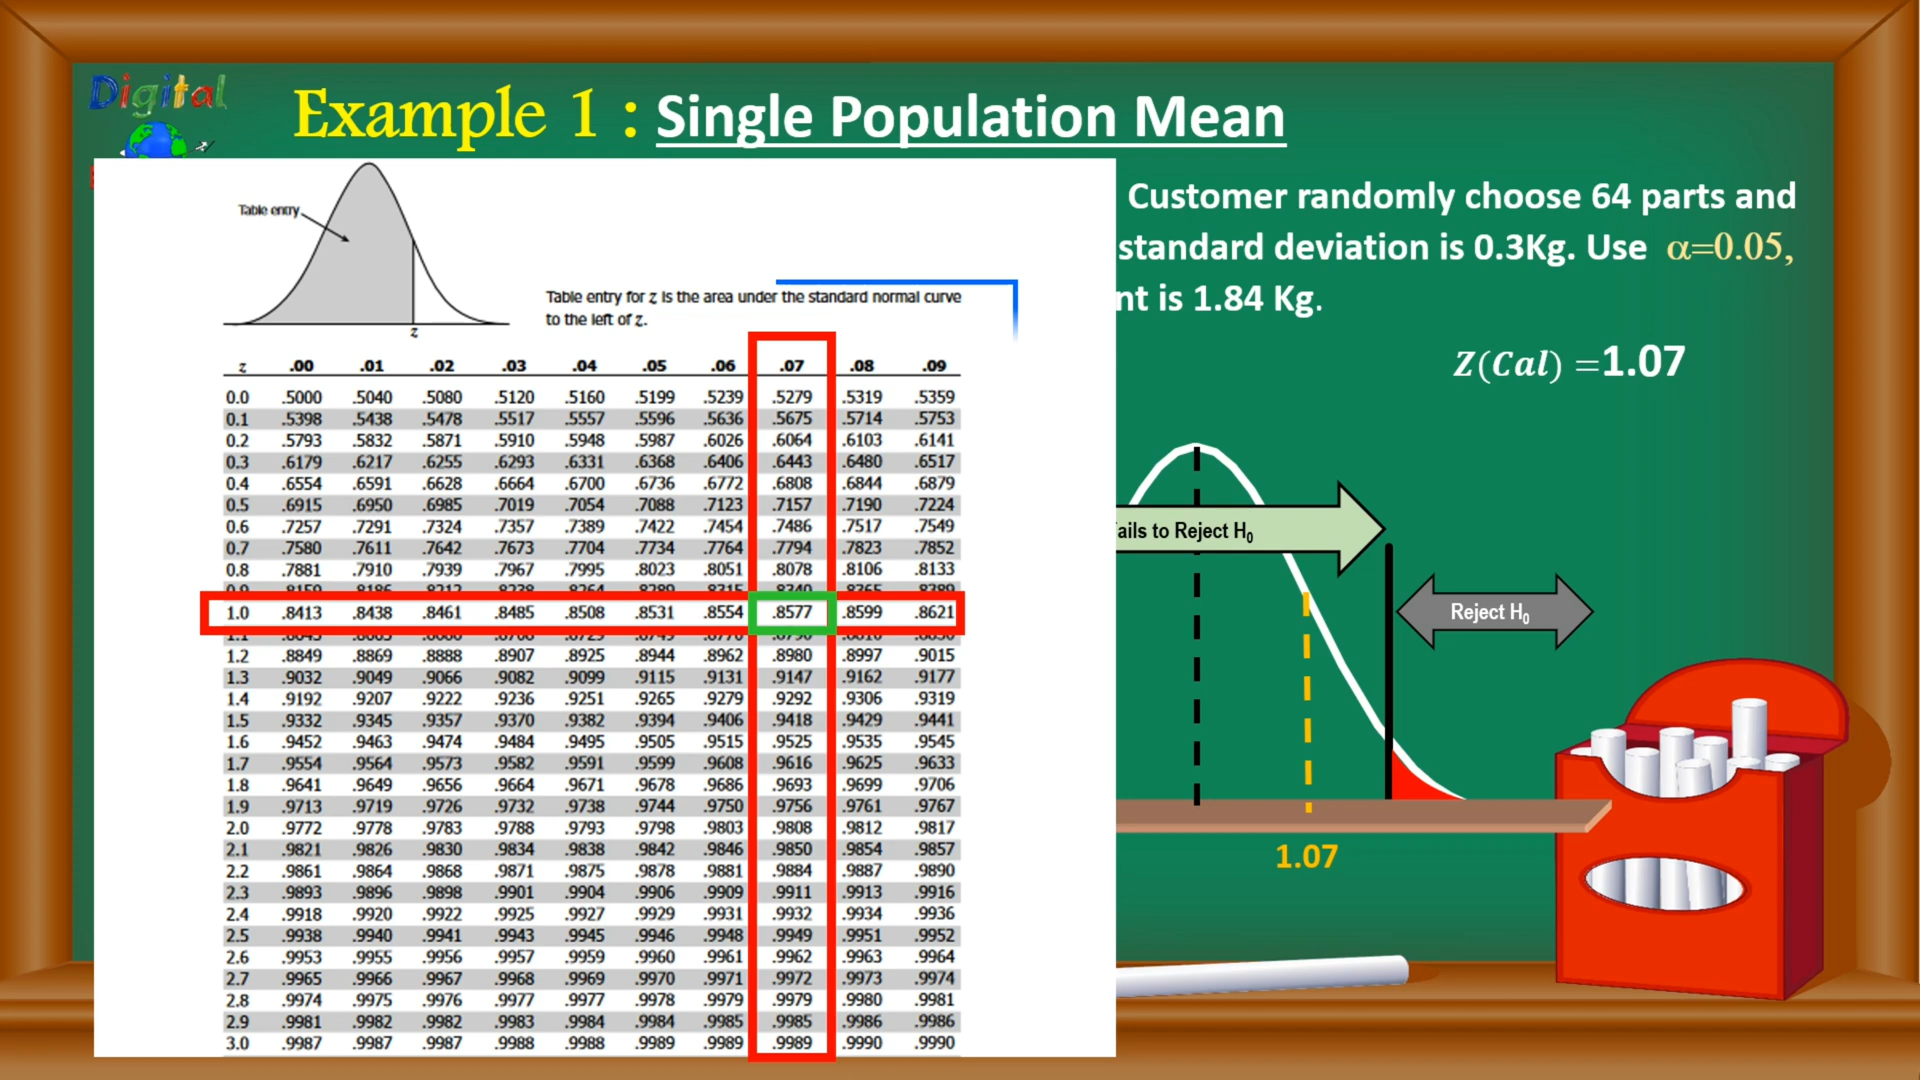 Digital
Example 1 : Single Population Mean
Customer randomly choose 64 parts and
standard deviation is 0.3Kg. Use α=0.05,
nt is 1.84 Kg.
Z(Cal) =1.07
Table entry
z
Table entry for z is the area under the standard normal curve
to the left of z.
z .00 .01 .02 .03 .04 .05 .06 .07 .08 .09
0.0 .5000 .5040 .5080 .5120 .5160 .5199 .5239 .5279 .5319 .5359
0.1 .5398 .5438 .5478 .5517 .5557 .5596 .5636 .5675 .5714 .5753
0.2 .5793 .5832 .5871 .5910 .5948 .5987 .6026 .6064 .6103 .6141
0.3 .6179 .6217 .6255 .6293 .6331 .6368 .6406 .6443 .6480 .6517
0.4 .6554 .6591 .6628 .6664 .6700 .6736 .6772 .6808 .6844 .6879
0.5 .6915 .6950 .6985 .7019 .7054 .7088 .7123 .7157 .7190 .7224
0.6 .7257 .7291 .7324 .7357 .7389 .7422 .7454 .7486 .7517 .7549
0.7 .7580 .7611 .7642 .7673 .7704 .7734 .7764 .7794 .7823 .7852
0.8 .7881 .7910 .7939 .7967 .7995 .8023 .8051 .8078 .8106 .8133
1.0 .8413 .8438 .8461 .8485 .8508 .8531 .8554 .8577 .8599 .8621
1.2 .8849 .8869 .8888 .8907 .8925 .8944 .8962 .8980 .8997 .9015
1.3 .9032 .9049 .9066 .9082 .9099 .9115 .9131 .9147 .9162 .9177
1.4 .9192 .9207 .9222 .9236 .9251 .9265 .9279 .9292 .9306 .9319
1.5 .9332 .9345 .9357 .9370 .9382 .9394 .9406 .9418 .9429 .9441
1.6 .9452 .9463 .9474 .9484 .9495 .9505 .9515 .9525 .9535 .9545
1.7 .9554 .9564 .9573 .9582 .9591 .9599 .9608 .9616 .9625 .9633
1.8 .9641 .9649 .9656 .9664 .9671 .9678 .9686 .9693 .9699 .9706
1.9 .9713 .9719 .9726 .9732 .9738 .9744 .9750 .9756 .9761 .9767
2.0 .9772 .9778 .9783 .9788 .9793 .9798 .9803 .9808 .9812 .9817
2.1 .9821 .9826 .9830 .9834 .9838 .9842 .9846 .9850 .9854 .9857
2.2 .9861 .9864 .9868 .9871 .9875 .9878 .9881 .9884 .9887 .9890
2.3 .9893 .9896 .9898 .9901 .9904 .9906 .9909 .9911 .9913 .9916
2.4 .9918 .9920 .9922 .9925 .9927 .9929 .9931 .9932 .9934 .9936
2.5 .9938 .9940 .9941 .9943 .9945 .9946 .9948 .9949 .9951 .9952
2.6 .9953 .9955 .9956 .9957 .9959 .9960 .9961 .9962 .9963 .9964
2.7 .9965 .9966 .9967 .9968 .9969 .9970 .9971 .9972 .9973 .9974
2.8 .9974 .9975 .9976 .9977 .9977 .9978 .9979 .9979 .9980 .9981
2.9 .9981 .9982 .9982 .9983 .9984 .9984 .9985 .9985 .9986 .9986
3.0 .9987 .9987 .9987 .9988 .9988 .9989 .9989 .9989 .9990 .9990
ails to Reject H₀
Reject H₀
1.07